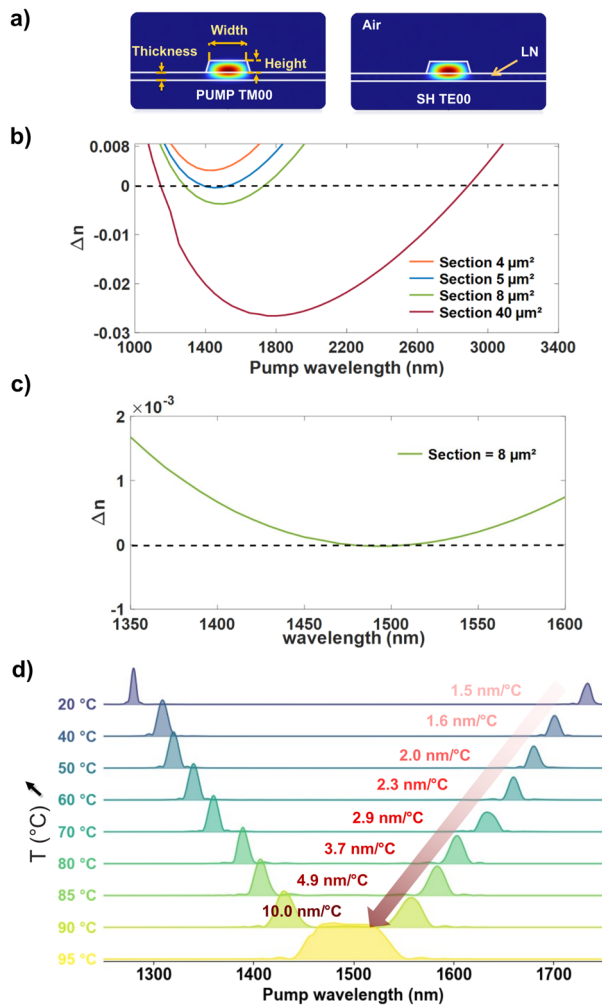 a)
Width
Thickness
Height
PUMP TM00
Air
LN
SH TE00
b)
0.008
0
-0.01
-0.02
-0.03
Δn
Section 4 µm²
Section 5 µm²
Section 8 µm²
Section 40 µm²
1000 1400 1800 2200 2600 3000 3400
Pump wavelength (nm)
c)
×10⁻³
2
1
0
-1
Δn
Section = 8 µm²
1350 1400 1450 1500 1550 1600
wavelength (nm)
d)
T (°C)
20 °C
1.5 nm/°C
40 °C
1.6 nm/°C
50 °C
2.0 nm/°C
60 °C
2.3 nm/°C
70 °C
2.9 nm/°C
80 °C
3.7 nm/°C
85 °C
4.9 nm/°C
90 °C
10.0 nm/°C
95 °C
1300 1400 1500 1600 1700
Pump wavelength (nm)